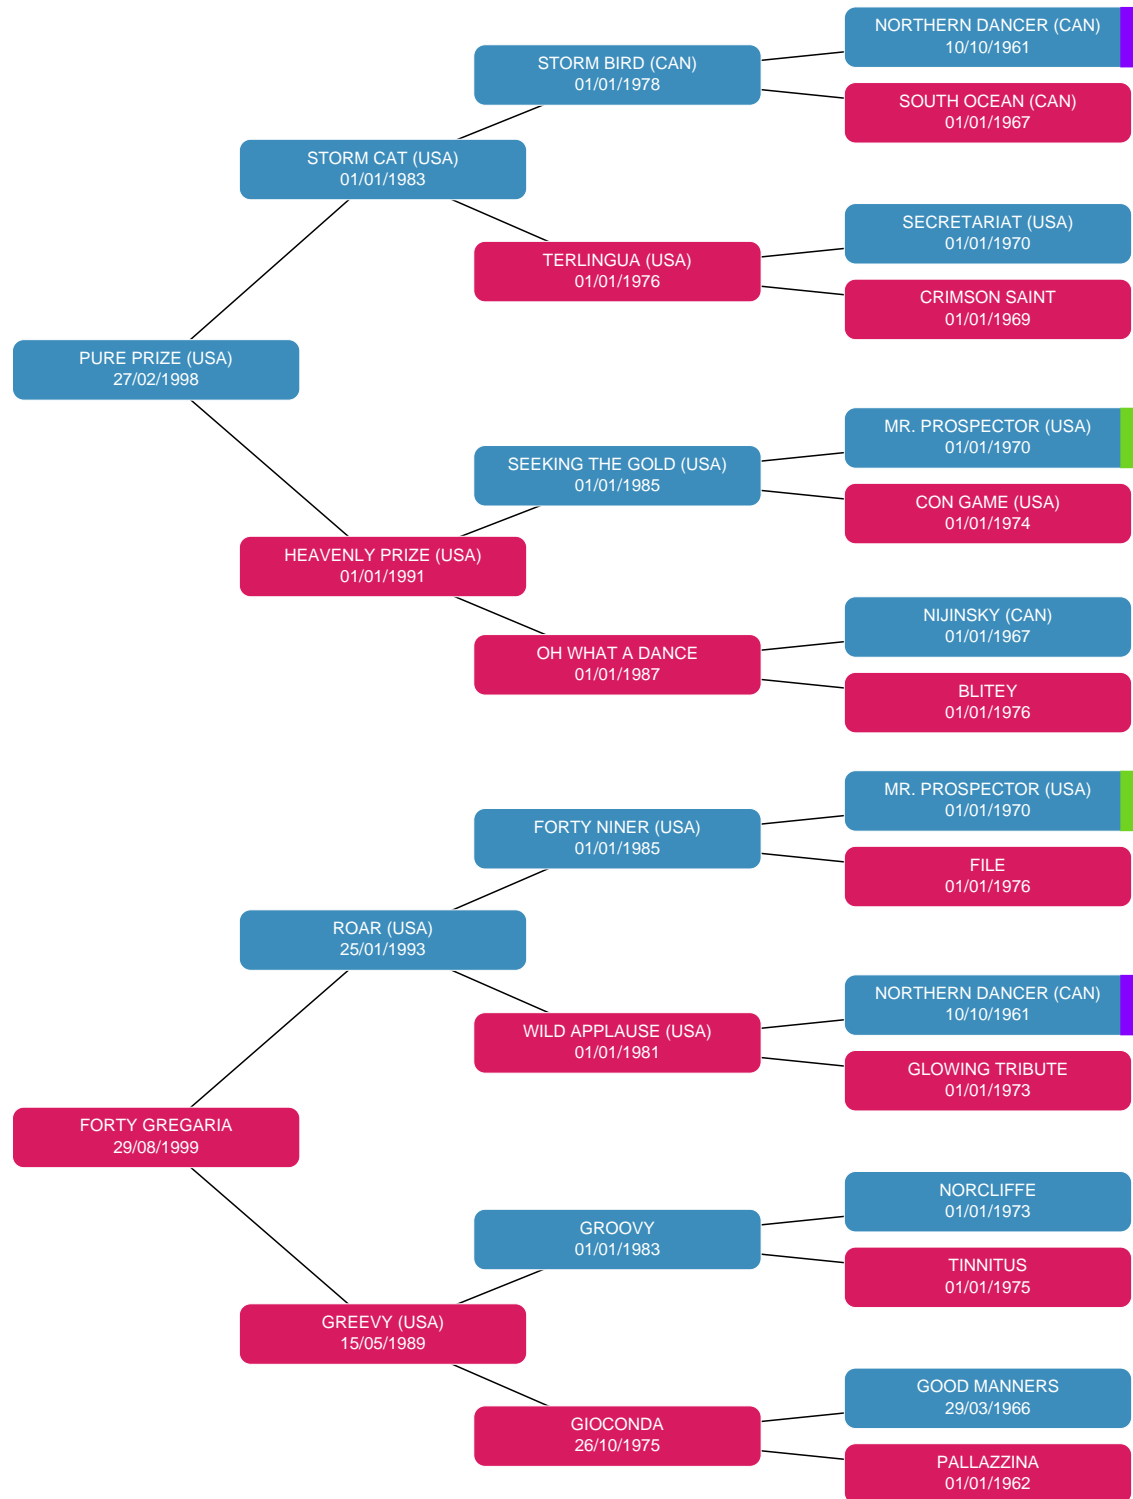 NORTHERN DANCER (CAN)
10/10/1961
STORM BIRD (CAN)
01/01/1978
SOUTH OCEAN (CAN)
01/01/1967
STORM CAT (USA)
01/01/1983
SECRETARIAT (USA)
01/01/1970
TERLINGUA (USA)
01/01/1976
CRIMSON SAINT
01/01/1969
PURE PRIZE (USA)
27/02/1998
MR. PROSPECTOR (USA)
01/01/1970
SEEKING THE GOLD (USA)
01/01/1985
CON GAME (USA)
01/01/1974
HEAVENLY PRIZE (USA)
01/01/1991
NIJINSKY (CAN)
01/01/1967
OH WHAT A DANCE
01/01/1987
BLITEY
01/01/1976
MR. PROSPECTOR (USA)
01/01/1970
FORTY NINER (USA)
01/01/1985
FILE
01/01/1976
ROAR (USA)
25/01/1993
NORTHERN DANCER (CAN)
10/10/1961
WILD APPLAUSE (USA)
01/01/1981
GLOWING TRIBUTE
01/01/1973
FORTY GREGARIA
29/08/1999
NORCLIFFE
01/01/1973
GROOVY
01/01/1983
TINNITUS
01/01/1975
GREEVY (USA)
15/05/1989
GOOD MANNERS
29/03/1966
GIOCONDA
26/10/1975
PALLAZZINA
01/01/1962